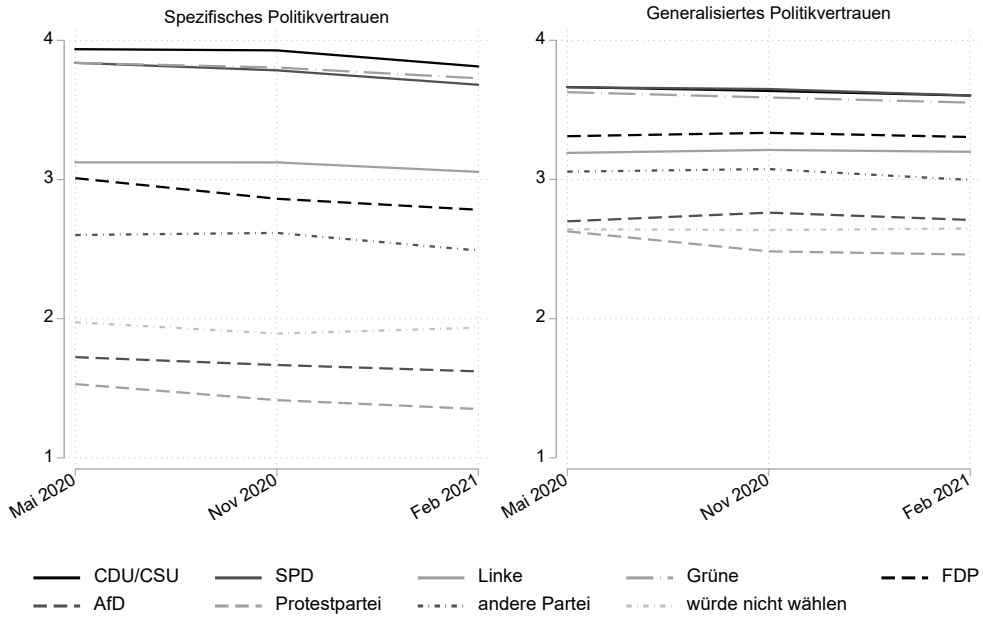 Spezifisches Politikvertrauen
4
3
2
1
Mai 2020
Nov 2020
Feb 2021
Generalisiertes Politikvertrauen
4
3
2
1
Mai 2020
Nov 2020
Feb 2021
CDU/CSU SPD Linke Grüne FDP
AfD Protestpartei andere Partei würde nicht wählen